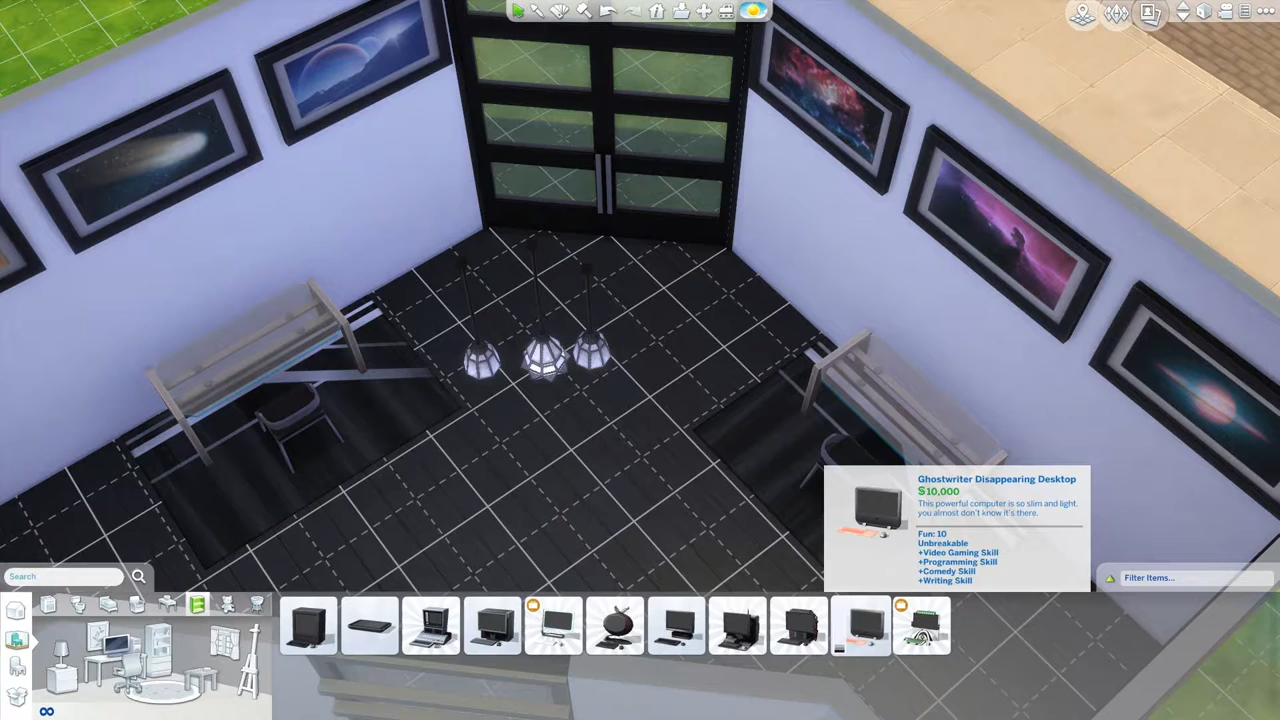 Ghostwriter Disappearing Desktop
§10,000
This powerful computer is so slim and light,
you almost don't know it's there.
Fun: 10
Unbreakable
+Video Gaming Skill
+Programming Skill
+Comedy Skill
+Writing Skill
Search
Filter Items...